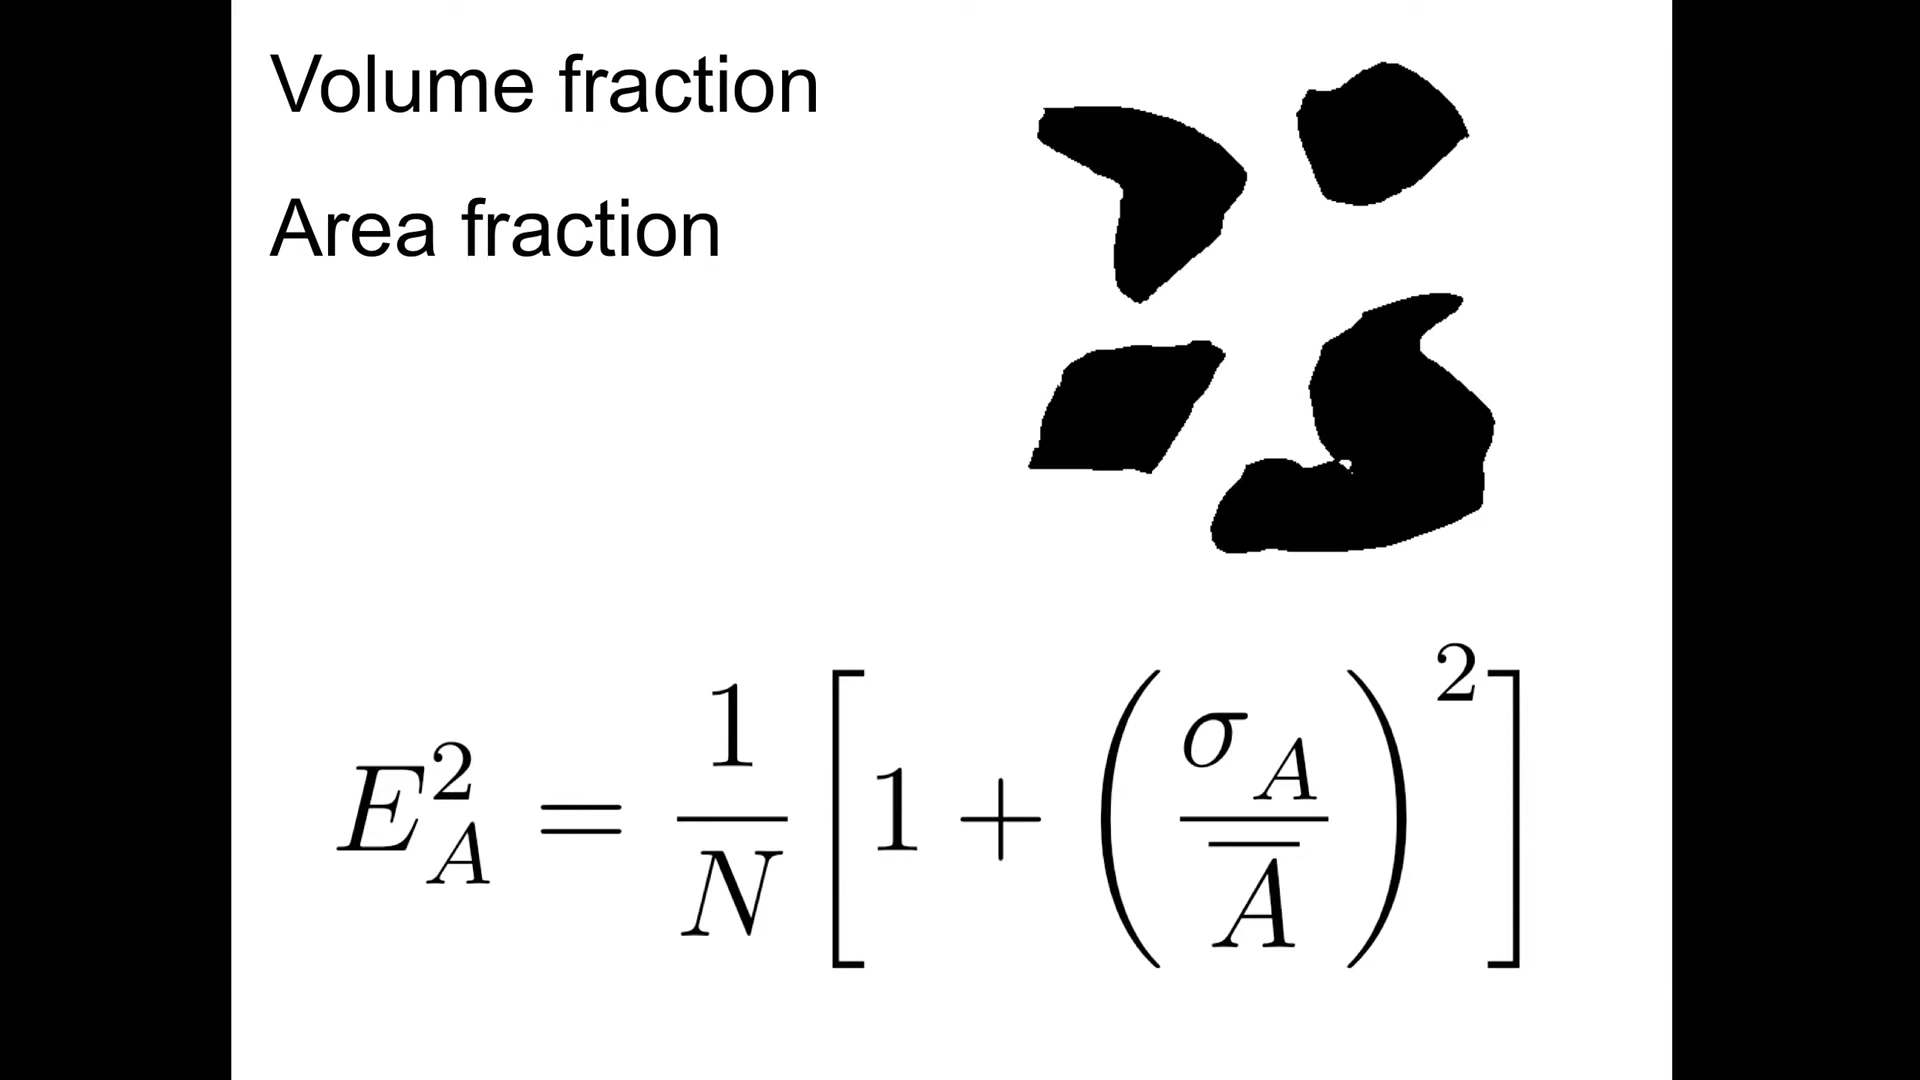 Volume fraction
Area fraction
$E_A^2 = \frac{1}{N} \left[ 1 + \left( \frac{\sigma_A}{\overline{A}} \right)^2 \right]$